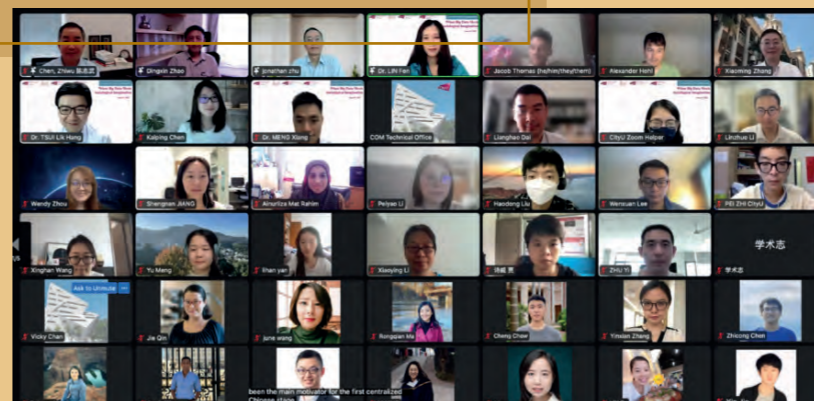 Chen, Zhiwu 陈志武
Dingxin Zhao
jonathan zhu
Dr. LIN Fen
Jacob Thomas (he/him/they/them)
Alexander Hohl
Xiaoming Zhang
Dr. TSUI Lik Hang
Kaiping Chen
Dr. MENG Xiang
COM Technical Office
Lianghao Dai
CityU Zoom Helper
Linzhuo Li
Wendy Zhou
Shengnan JIANG
Ainurliza Mat Rahim
Peiyao Li
Haodong Liu
Wenxuan Lee
PEI ZHI CityU
Xinghan Wang
Yu Meng
lihan yan
Xiaoying Li
ZHU Yi
学术志
学术志
Ask to Unmute
Vicky Chan
Jie Qin
june wang
Rongqian Ma
Cheng Chaw
Yinxian Zhang
Zhicong Chen
been the main motivator for the first centralized
Chinese state